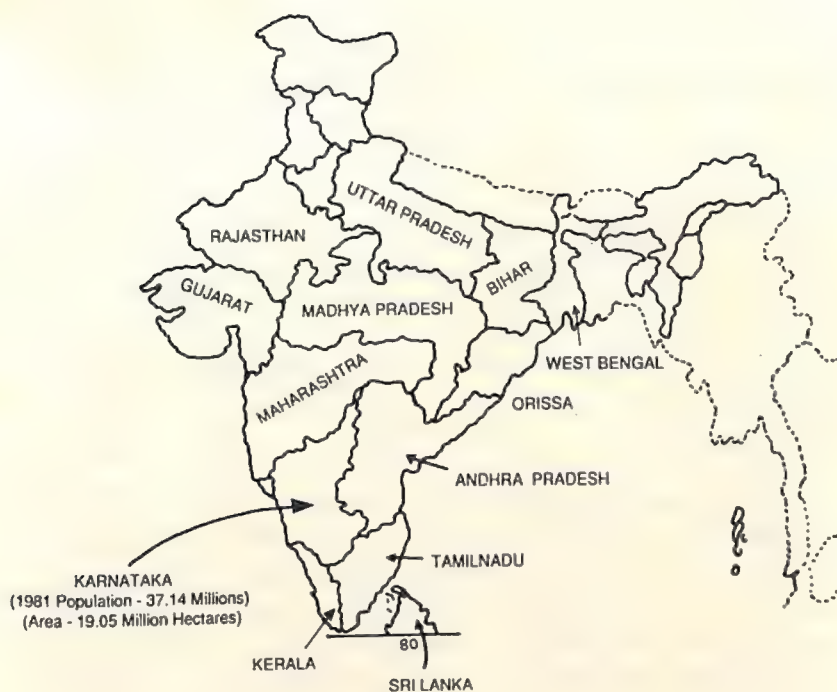 UTTAR PRADESH
RAJASTHAN
BIHAR
GUJARAT
MADHYA PRADESH
WEST BENGAL
MAHARASHTRA
ORISSA
ANDHRA PRADESH
TAMILNADU
KARNATAKA
(1981 Population - 37.14 Millions)
(Area - 19.05 Million Hectares)
80
KERALA
SRI LANKA